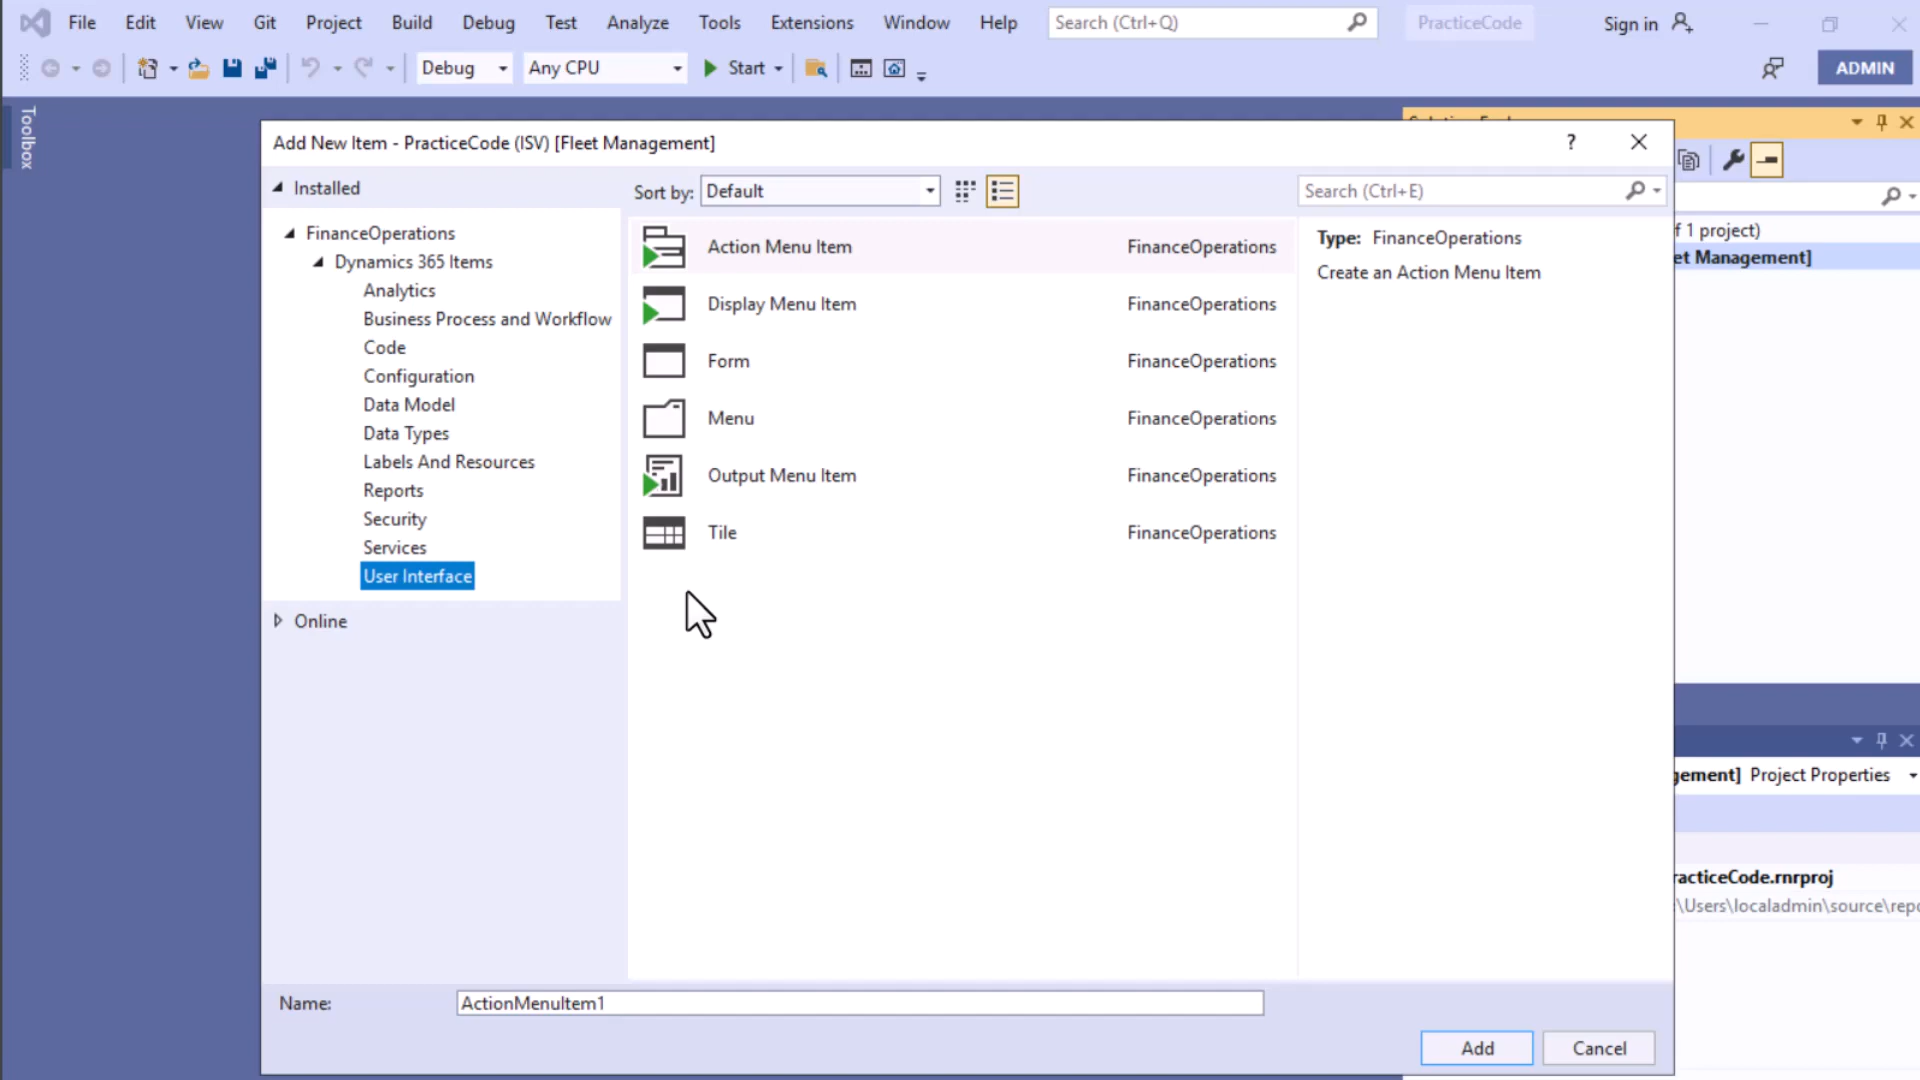 File Edit View Git Project Build Debug Test Analyze Tools Extensions Window Help Search (Ctrl+Q) PracticeCode Sign in
Debug Any CPU Start ADMIN
Toolbox
Add New Item - PracticeCode (ISV) [Fleet Management] ?
Installed
Sort by: Default
Search (Ctrl+E)
FinanceOperations
Dynamics 365 Items
Analytics
Business Process and Workflow
Code
Configuration
Data Model
Data Types
Labels And Resources
Reports
Security
Services
User Interface
Online
Action Menu Item FinanceOperations
Display Menu Item FinanceOperations
Form FinanceOperations
Menu FinanceOperations
Output Menu Item FinanceOperations
Tile FinanceOperations
Type: FinanceOperations
Create an Action Menu Item
f 1 project)
et Management]
gement] Project Properties
racticeCode.rnrproj
:\Users\localadmin\source\repo
Name: ActionMenuItem1
Add Cancel